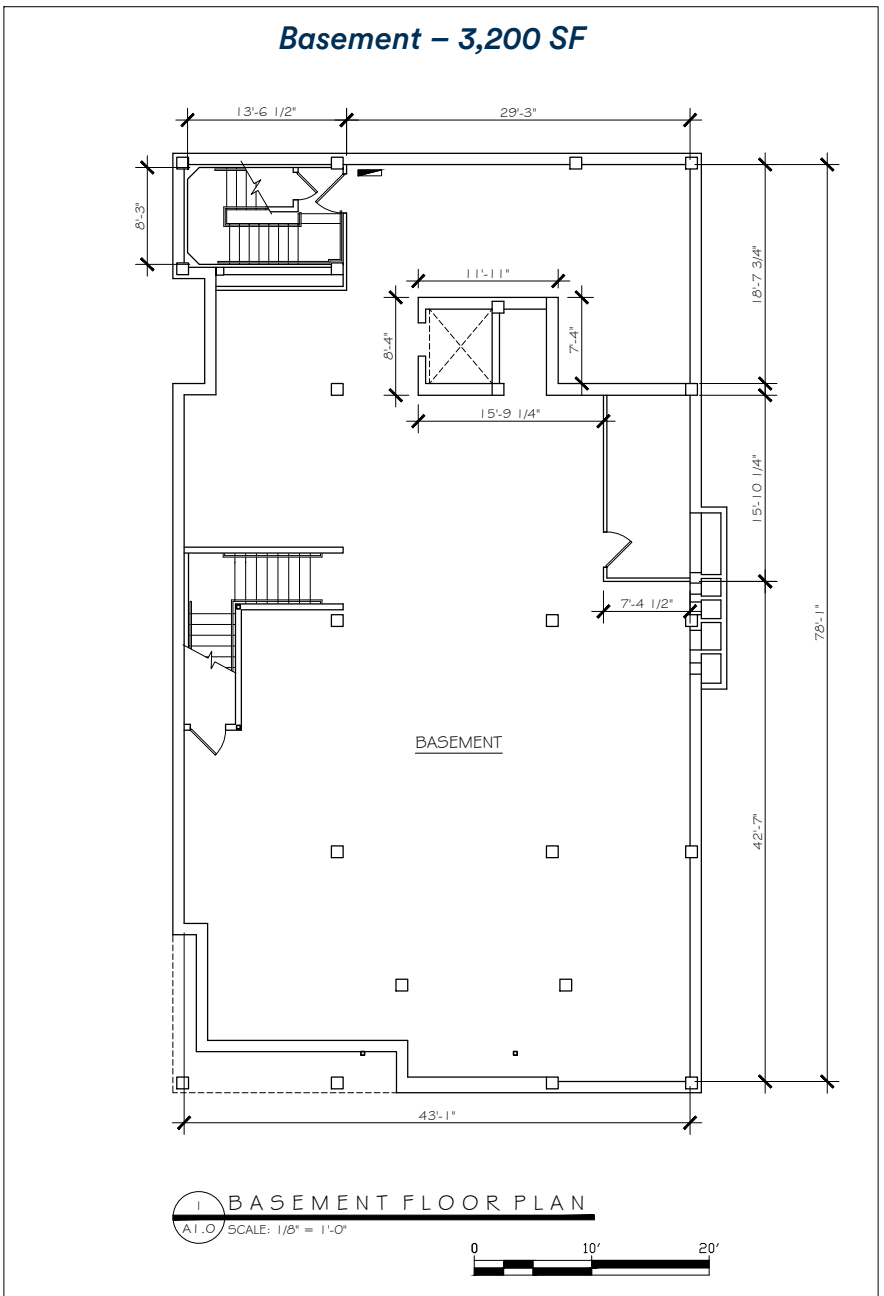 Basement – 3,200 SF
13'-6 1/2"
29'-3"
8'-3"
18'-7 3/4"
11'-11"
8'-4"
7'-4"
15'-9 1/4"
15'-10 1/4"
7'-4 1/2"
78'-1"
BASEMENT
42'-7"
43'-1"
1
BASEMENT FLOOR PLAN
A1.0
SCALE: 1/8" = 1'-0"
0 10' 20'